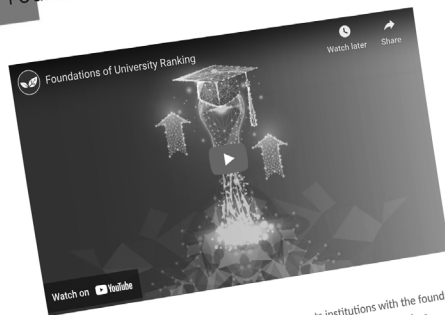 Foundations of University Ranking
Watch later
Share
Watch on YouTube
institutions with the found